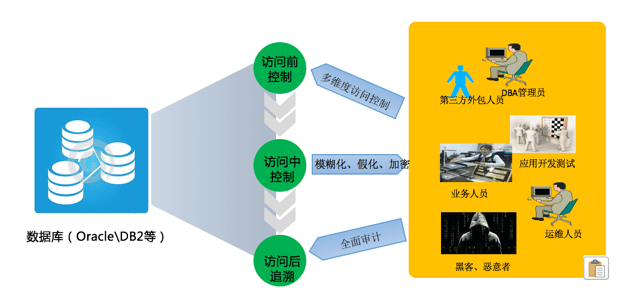 访问前
控制
多维度访问控制
DBA管理员
第三方外包人员
访问中
控制
模糊化、假化、加密
应用开发测试
业务人员
数据库（Oracle\DB2等）
访问后
追溯
全面审计
运维人员
黑客、恶意者